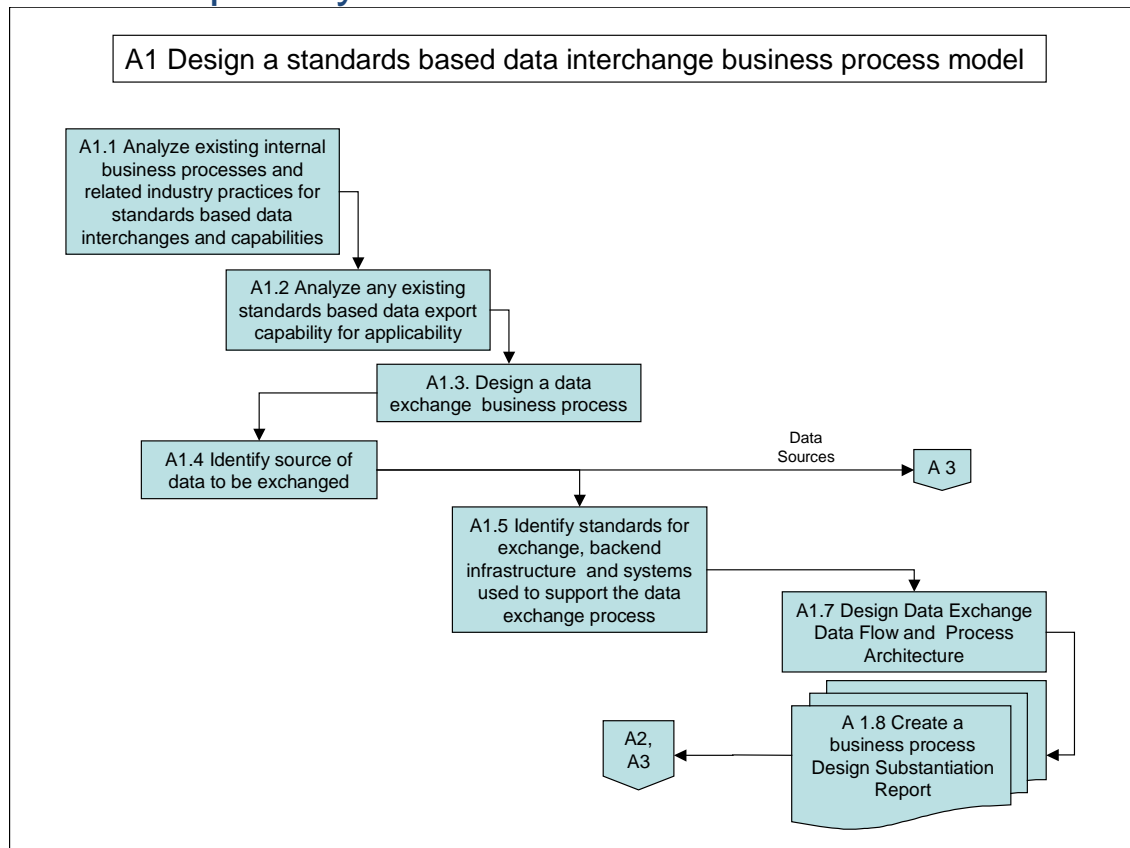 A1 Design a standards based data interchange business process model
A1.1 Analyze existing internal
business processes and
related industry practices for
standards based data
interchanges and capabilities
A1.2 Analyze any existing
standards based data export
capability for applicability
A1.3. Design a data
exchange business process
A1.4 Identify source of
data to be exchanged
Data
Sources
A 3
A1.5 Identify standards for
exchange, backend
infrastructure and systems
used to support the data
exchange process
A1.7 Design Data Exchange
Data Flow and Process
Architecture
A 1.8 Create a
business process
Design Substantiation
Report
A2,
A3